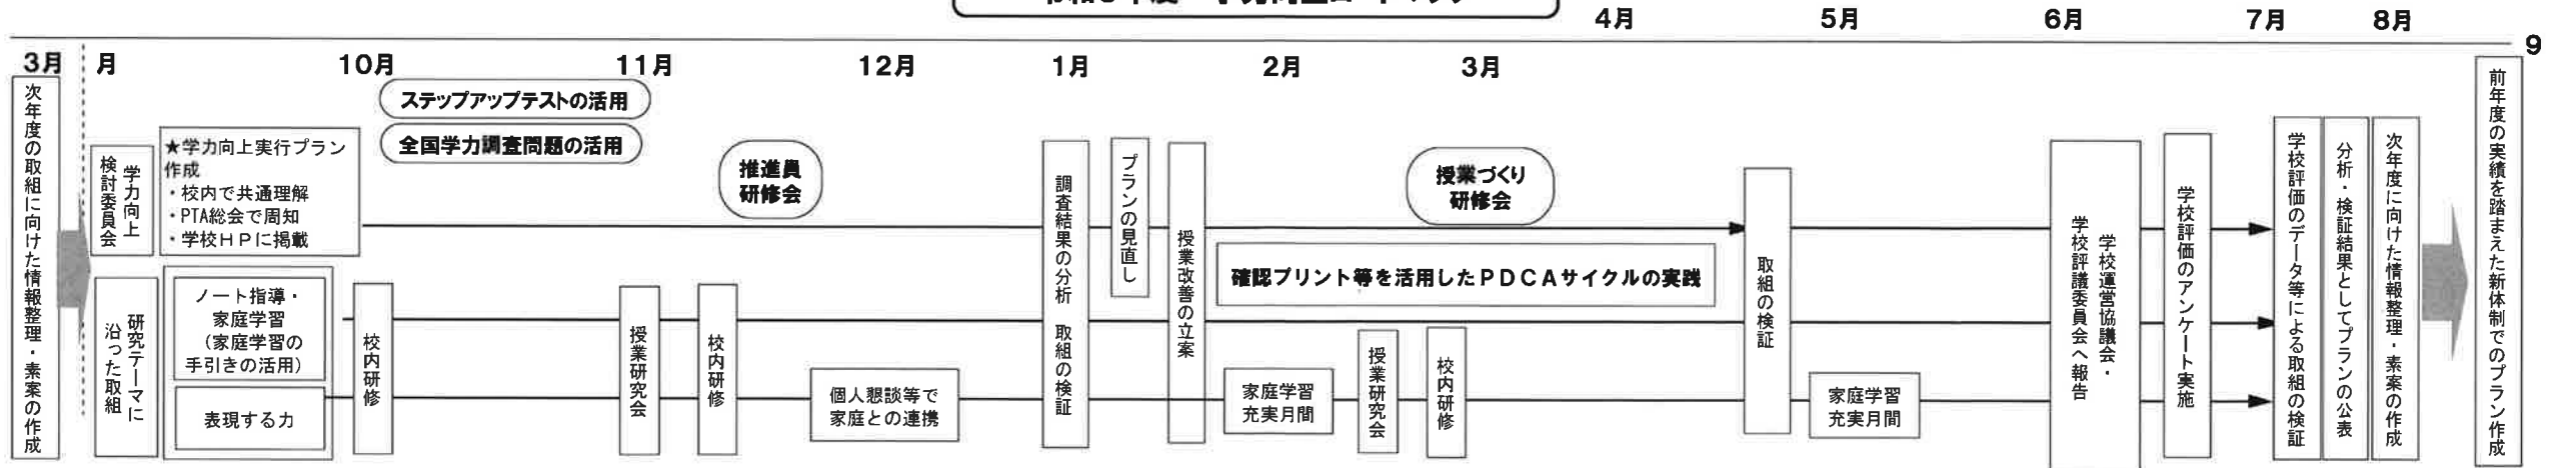 4月
5月
6月
7月
8月
9
3月
月
10月
11月
12月
1月
2月
3月
次年度の取組に向けた情報整理・素案の作成
学力向上
検討委員会
★学力向上実行プラン
作成
・校内で共通理解
・PTA総会で周知
・学校ＨＰに掲載
研究テーマに
沿った取組
ノート指導・
家庭学習
（家庭学習の
手引きの活用）
表現する力
校内研修
ステップアップテストの活用
全国学力調査問題の活用
授業研究会
校内研修
推進員
研修会
個人懇談等で
家庭との連携
調査結果の分析　取組の検証
プランの見直し
授業改善の立案
授業づくり
研修会
確認プリント等を活用したＰＤＣＡサイクルの実践
家庭学習
充実月間
授業研究会
校内研修
取組の検証
家庭学習
充実月間
学校運営協議会・
学校評議委員会へ報告
学校評価のアンケート実施
学校評価のデータ等による取組の検証
分析・検証結果としてプランの公表
次年度に向けた情報整理・素案の作成
前年度の実績を踏まえた新体制でのプラン作成